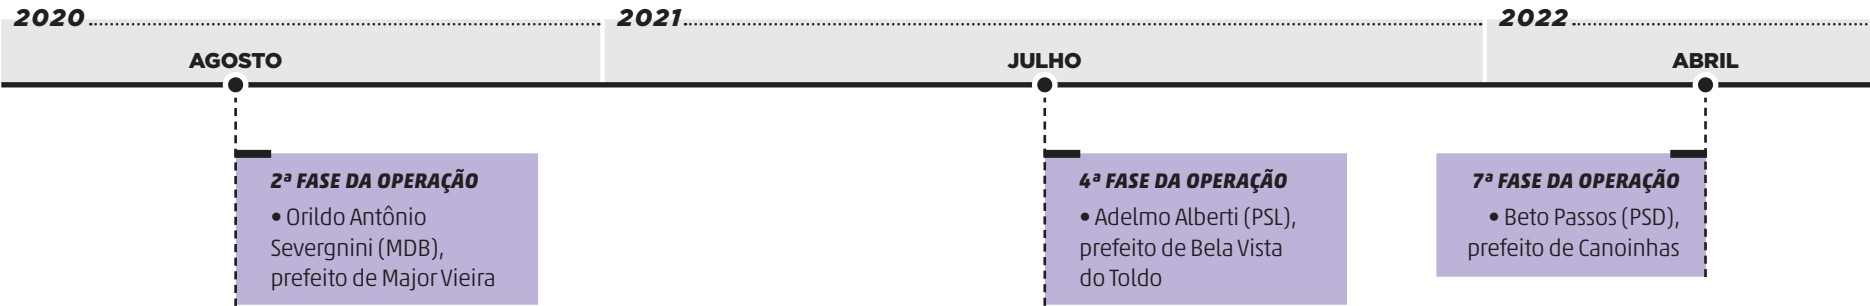 2020
2021
2022
AGOSTO
JULHO
ABRIL
2ª FASE DA OPERAÇÃO
• Orildo Antônio
Severgnini (MDB),
prefeito de Major Vieira
4ª FASE DA OPERAÇÃO
• Adelmo Alberti (PSL),
prefeito de Bela Vista
do Toldo
7ª FASE DA OPERAÇÃO
• Beto Passos (PSD),
prefeito de Canoinhas